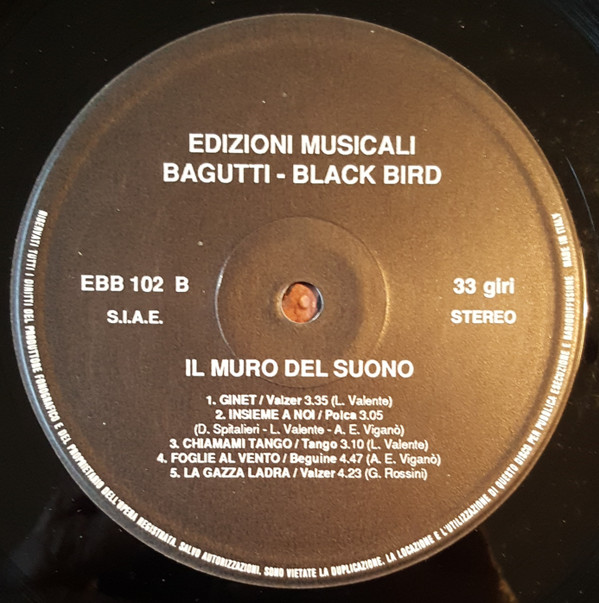 EDIZIONI MUSICALI
BAGUTTI - BLACK BIRD
EBB 102 B
S.I.A.E.
33 giri
STEREO
IL MURO DEL SUONO
1. GINET / Valzer 3.35 (L. Valente)
2. INSIEME A NOI / Polca 3.05
(D. Spitalieri - L. Valente - A. E. Viganò)
3. CHIAMAMI TANGO / Tango 3.10 (L. Valente)
4. FOGLIE AL VENTO / Beguine 4.47 (A. E. Viganò)
5. LA GAZZA LADRA / Valzer 4.23 (G. Rossini)
RISERVATI TUTTI I DIRITTI DEL PRODUTTORE FONOGRAFICO E DEL PROPRIETARIO DELL'OPERA REGISTRATA. SALVO AUTORIZZAZIONI, SONO VIETATE LA DUPLICAZIONE, LA LOCAZIONE E L'UTILIZZAZIONE DI QUESTO DISCO PER PUBBLICA ESECUZIONE E RADIODIFFUSIONE MADE IN ITALY